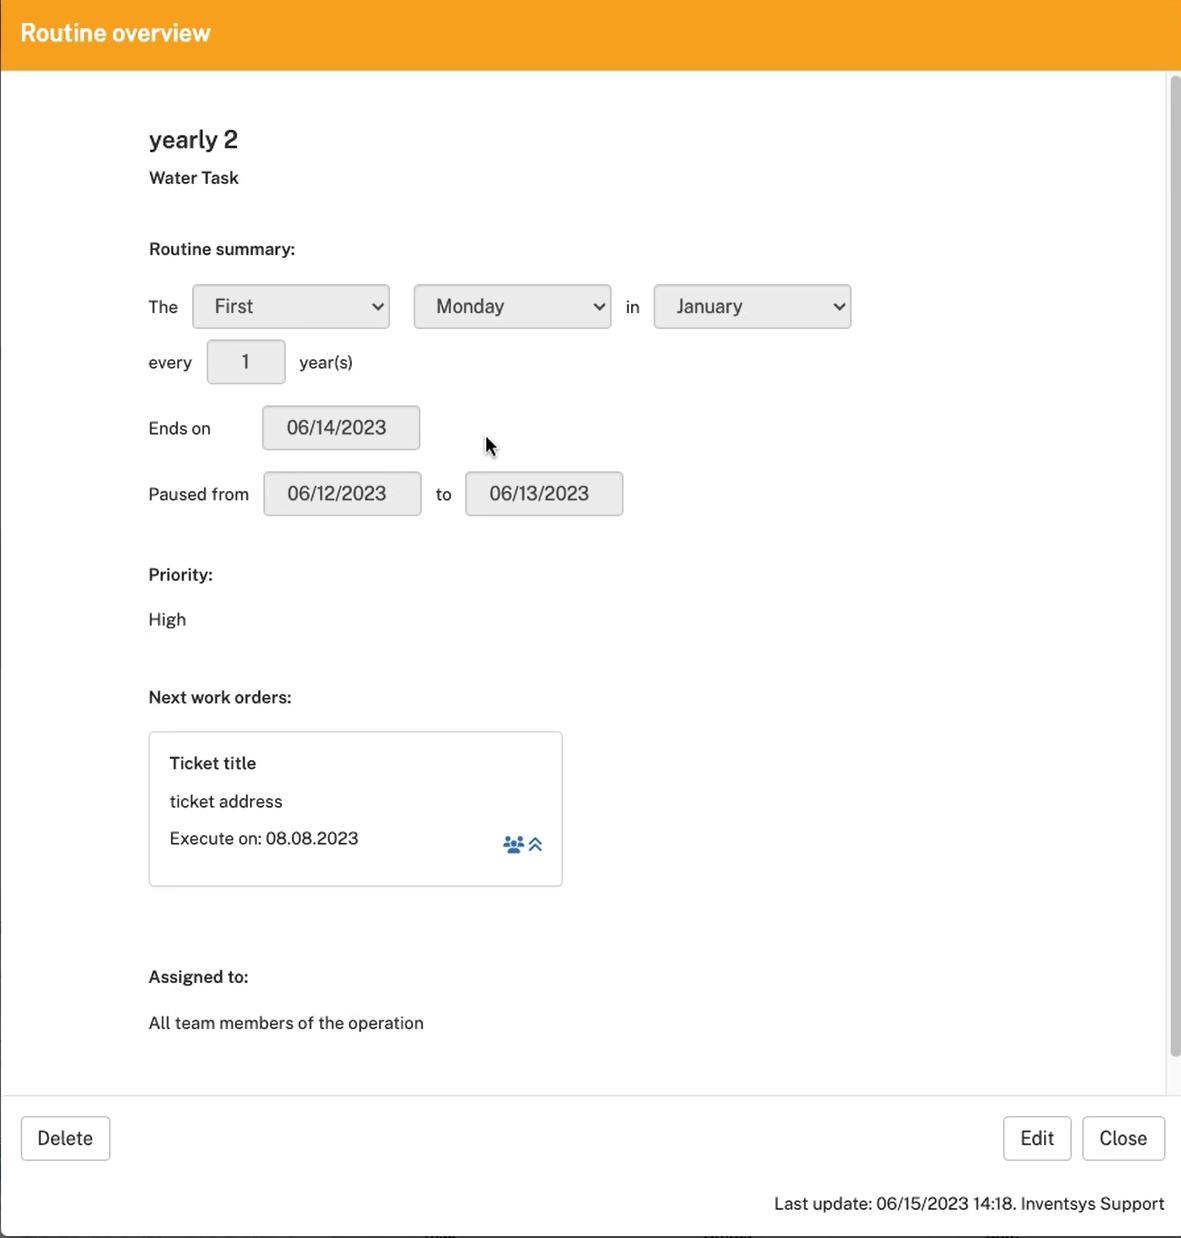 Routine overview
yearly 2
Water Task
Routine summary:
The First Monday in January
every 1 year(s)
Ends on 06/14/2023
Paused from 06/12/2023 to 06/13/2023
Priority:
High
Next work orders:
Ticket title
ticket address
Execute on: 08.08.2023
Assigned to:
All team members of the operation
Delete Edit Close
Last update: 06/15/2023 14:18. Inventsys Support